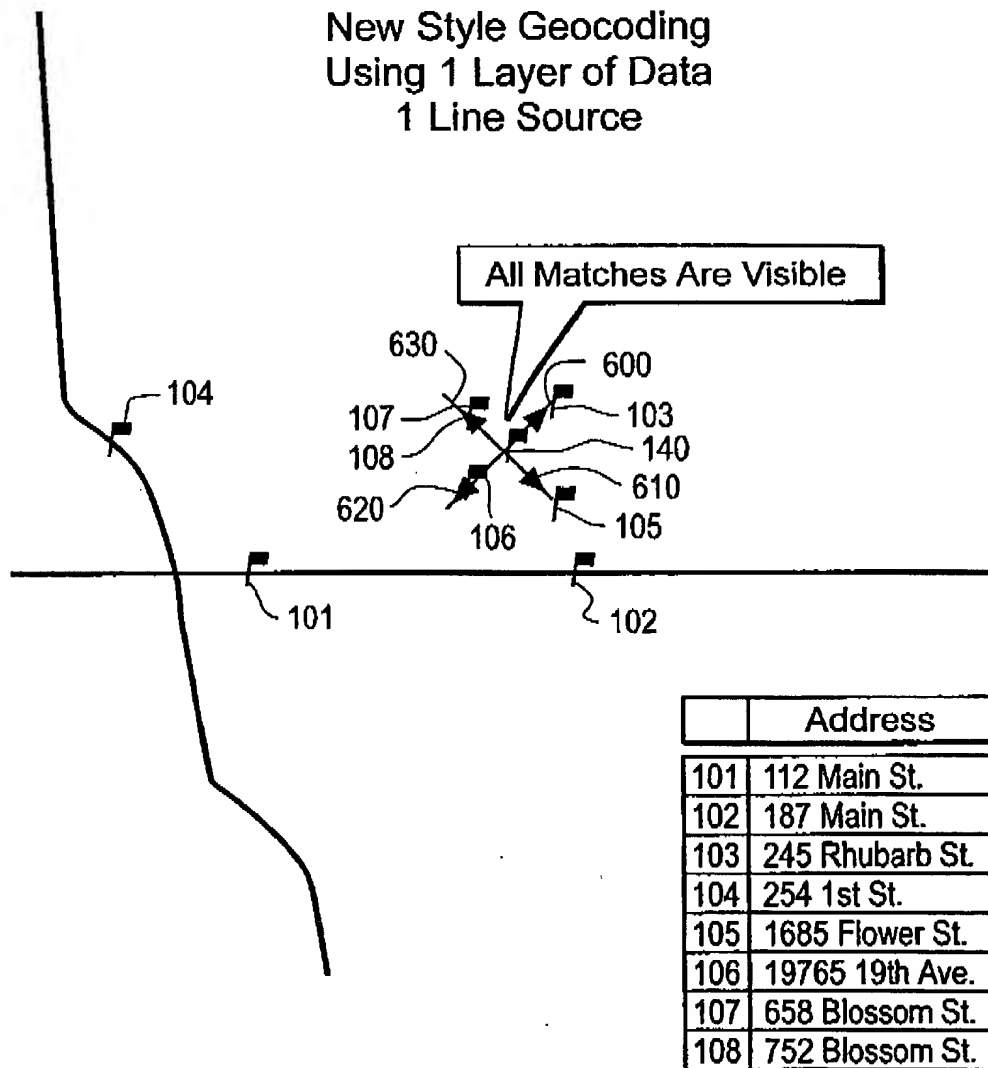 New Style Geocoding
Using 1 Layer of Data
1 Line Source
All Matches Are Visible
630
600
104
107
103
108
140
610
620
106
105
101
102
Address
101 112 Main St.
102 187 Main St.
103 245 Rhubarb St.
104 254 1st St.
105 1685 Flower St.
106 19765 19th Ave.
107 658 Blossom St.
108 752 Blossom St.